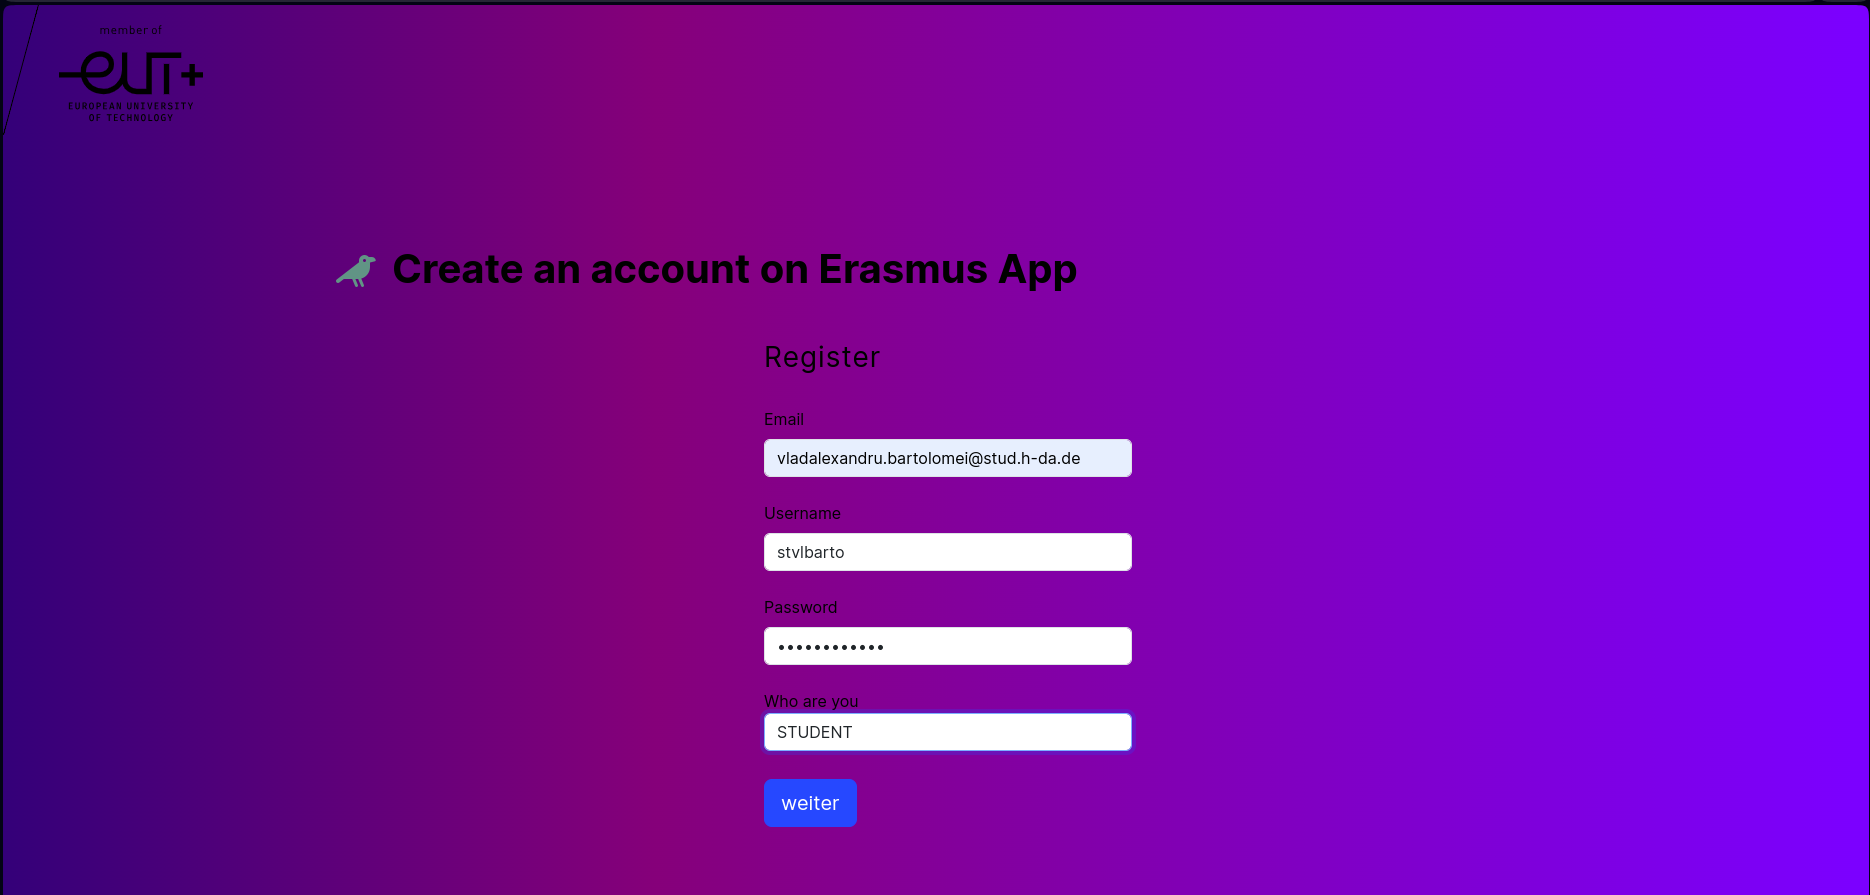 member of
eut+
EUROPEAN UNIVERSITY
OF TECHNOLOGY
Create an account on Erasmus App
Register
Email
vladalexandru.bartolomei@stud.h-da.de
Username
stvlbarto
Password
••••••••••••
Who are you
STUDENT
weiter